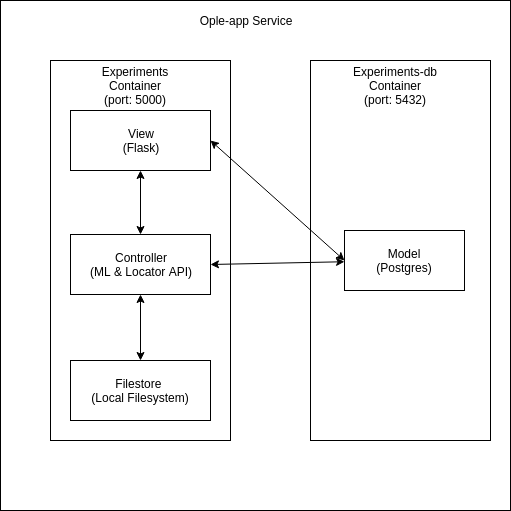 Ople-app Service
Experiments
Container
(port: 5000)
View
(Flask)
Controller
(ML & Locator API)
Filestore
(Local Filesystem)
Experiments-db
Container
(port: 5432)
Model
(Postgres)